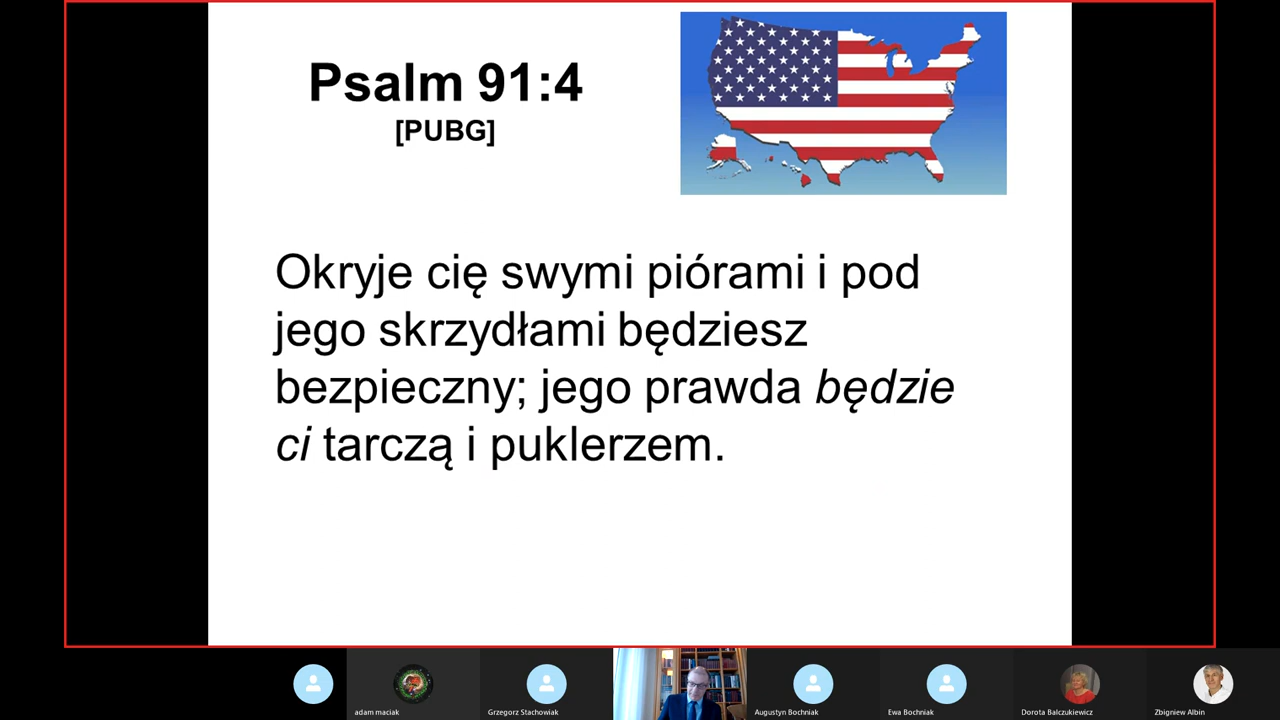 Psalm 91:4
[PUBG]
Okryje cię swymi piórami i pod
jego skrzydłami będziesz
bezpieczny; jego prawda będzie
ci tarczą i puklerzem.
adam maciak
Grzegorz Stachowiak
Augustyn Bochniak
Ewa Bochniak
Dorota Balczukiewicz
Zbigniew Albin